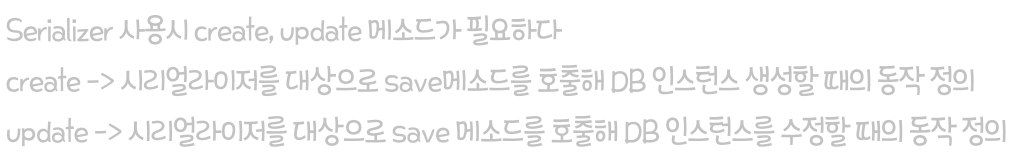 Serializer 사용시 create, update 메소드가 필요하다
create -> 시리얼라이저를 대상으로 save메소드를 호출해 DB 인스턴스 생성할 때의 동작 정의
update -> 시리얼라이저를 대상으로 save 메소드를 호출해 DB 인스턴스를 수정할 때의 동작 정의